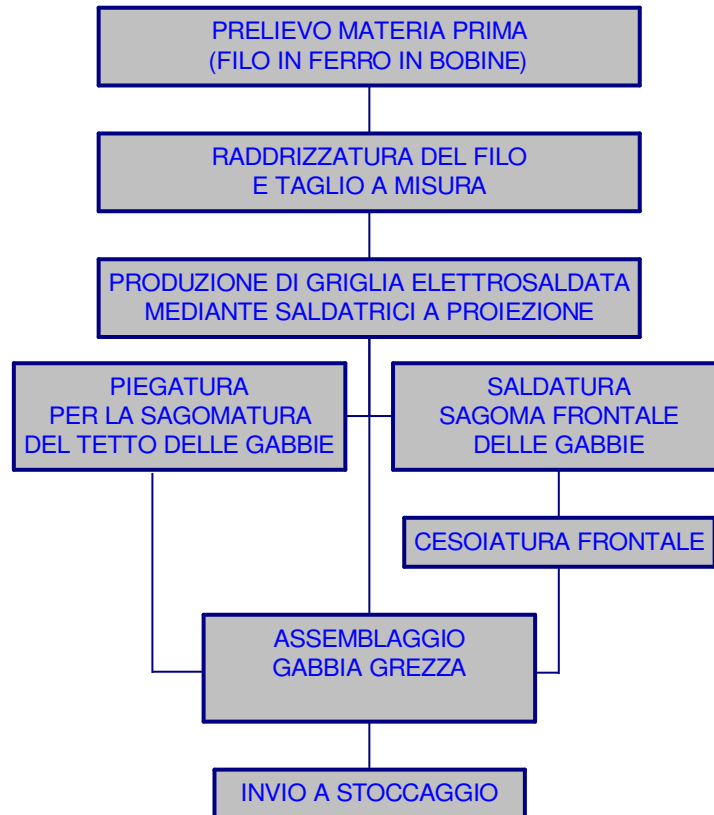 PRELIEVO MATERIA PRIMA
(FILO IN FERRO IN BOBINE)
RADDRIZZATURA DEL FILO
E TAGLIO A MISURA
PRODUZIONE DI GRIGLIA ELETTROSALDATA
MEDIANTE SALDATRICI A PROIEZIONE
PIEGATURA
PER LA SAGOMATURA
DEL TETTO DELLE GABBIE
SALDATURA
SAGOMA FRONTALE
DELLE GABBIE
CESOIATURA FRONTALE
ASSEMBLAGGIO
GABBIA GREZZA
INVIO A STOCCAGGIO